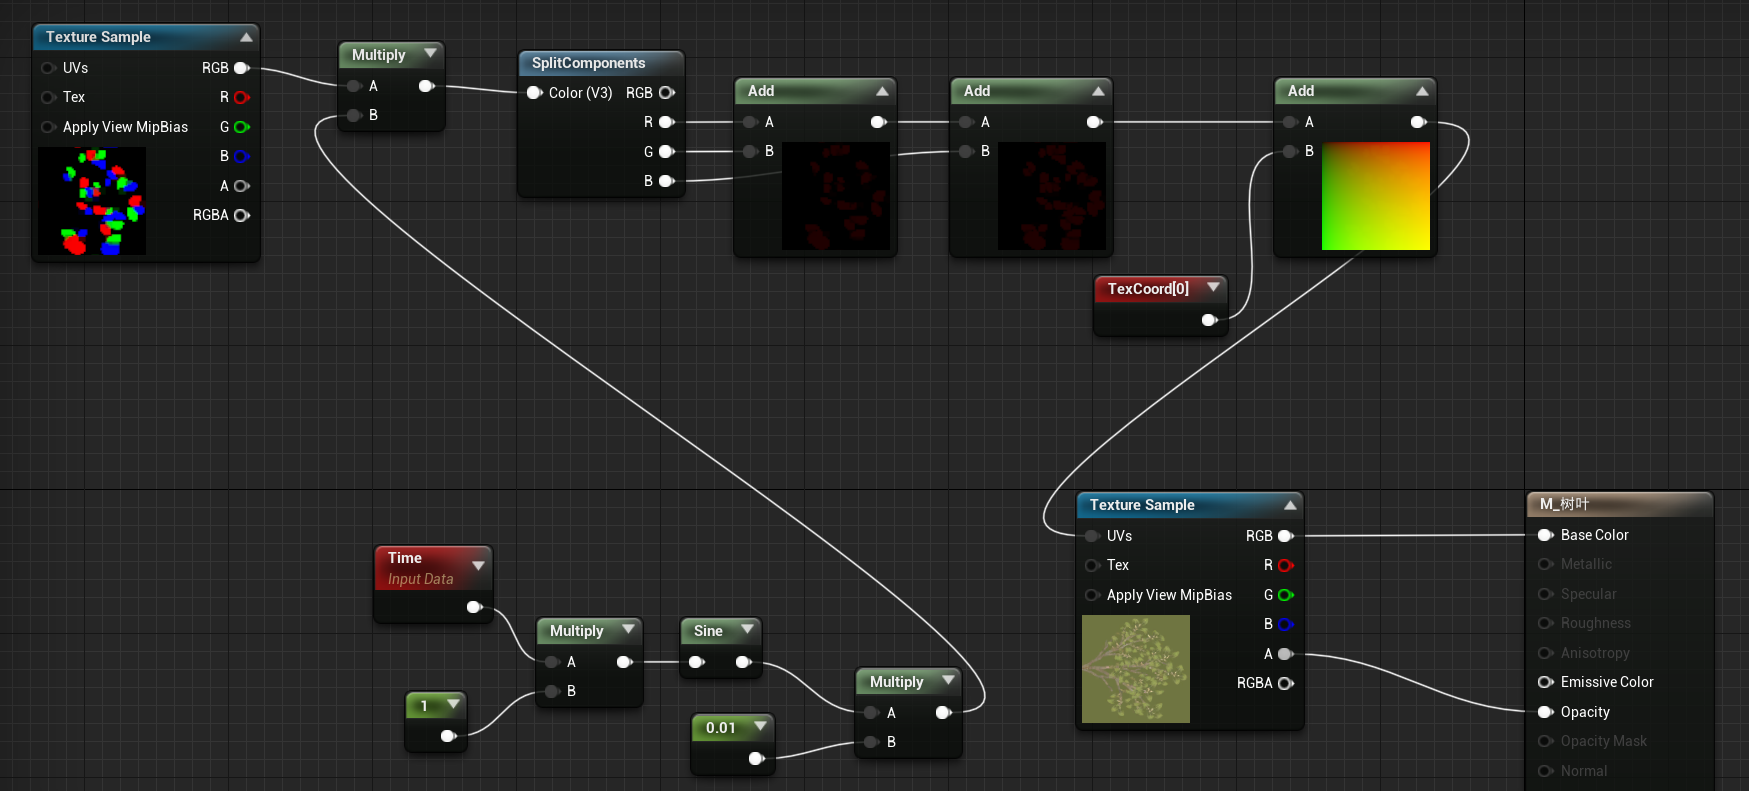 Texture Sample
UVs RGB
Tex R
Apply View MipBias G
B
A
RGBA
Multiply
A
B
SplitComponents
Color (V3) RGB
R
G
B
Add
A
B
Add
A
B
Add
A
B
TexCoord[0]
Time
Input Data
Multiply
A
B
1
Sine
0.01
Multiply
A
B
Texture Sample
UVs RGB
Tex R
Apply View MipBias G
B
A
RGBA
M_树叶
Base Color
Metallic
Specular
Roughness
Anisotropy
Emissive Color
Opacity
Opacity Mask
Normal